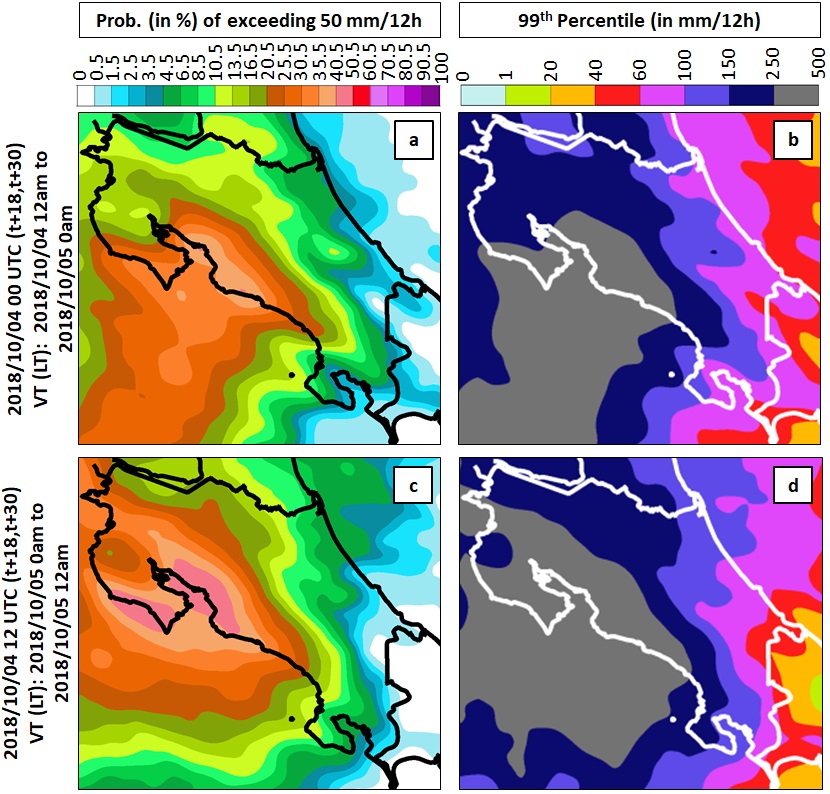 Prob. (in %) of exceeding 50 mm/12h
99th Percentile (in mm/12h)
0 0.5 1.5 2.5 3.5 4.5 6.5 8.5 10.5 13.5 16.5 20.5 25.5 30.5 35.5 40.5 50.5 60.5 70.5 80.5 90.5 100
0 1 20 40 60 100 150 250 500
2018/10/04 00 UTC (t+18,t+30)
VT (LT): 2018/10/04 12am to
2018/10/05 0am
a
b
2018/10/04 12 UTC (t+18,t+30)
VT (LT): 2018/10/05 0am to
2018/10/05 12am
c
d